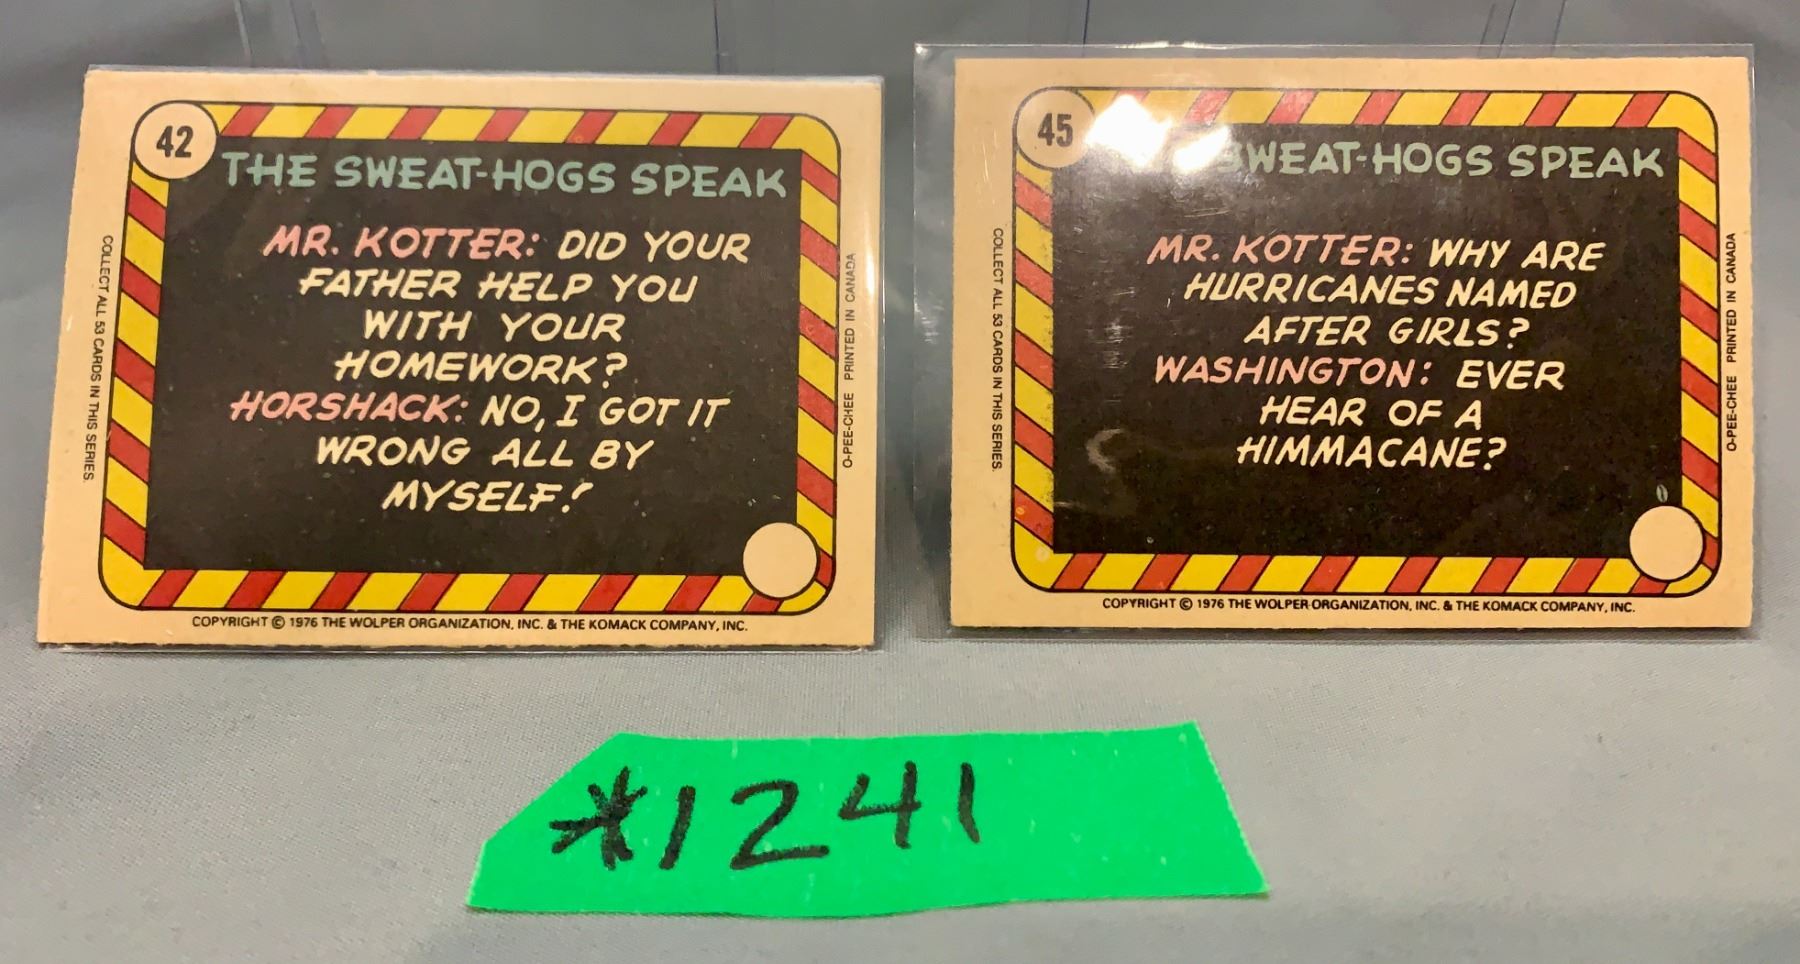 42
THE SWEAT-HOGS SPEAK
MR. KOTTER: DID YOUR
FATHER HELP YOU
WITH YOUR
HOMEWORK?
HORSHACK: NO, I GOT IT
WRONG ALL BY
MYSELF!
COLLECT ALL 53 CARDS IN THIS SERIES.
O-PEE-CHEE PRINTED IN CANADA
COPYRIGHT © 1976 THE WOLPER ORGANIZATION, INC. & THE KOMACK COMPANY, INC.
45
SWEAT-HOGS SPEAK
MR. KOTTER: WHY ARE
HURRICANES NAMED
AFTER GIRLS?
WASHINGTON: EVER
HEAR OF A
HIMMACANE?
COLLECT ALL 53 CARDS IN THIS SERIES.
O-PEE-CHEE PRINTED IN CANADA
COPYRIGHT © 1976 THE WOLPER ORGANIZATION, INC. & THE KOMACK COMPANY, INC.
*1241